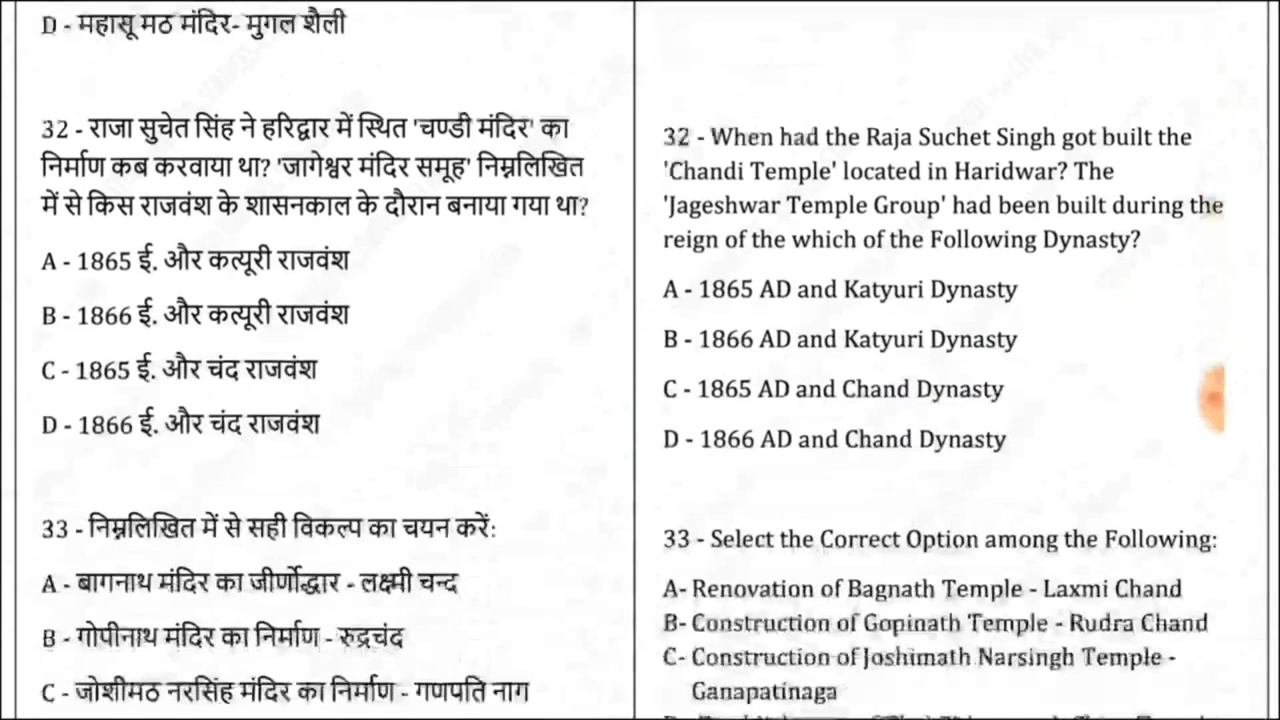 D - महासू मठ मंदिर- मुगल शैली
32 - राजा सुचेत सिंह ने हरिद्वार में स्थित 'चण्डी मंदिर' का
निर्माण कब करवाया था? 'जागेश्वर मंदिर समूह' निम्नलिखित
में से किस राजवंश के शासनकाल के दौरान बनाया गया था?
A - 1865 ई. और कत्यूरी राजवंश
B - 1866 ई. और कत्यूरी राजवंश
C - 1865 ई. और चंद राजवंश
D - 1866 ई. और चंद राजवंश
33 - निम्नलिखित में से सही विकल्प का चयन करें:
A - बागनाथ मंदिर का जीर्णोद्धार - लक्ष्मी चन्द
B - गोपीनाथ मंदिर का निर्माण - रुद्रचंद
C - जोशीमठ नरसिंह मंदिर का निर्माण - गणपति नाग
32 - When had the Raja Suchet Singh got built the
'Chandi Temple' located in Haridwar? The
'Jageshwar Temple Group' had been built during the
reign of the which of the Following Dynasty?
A - 1865 AD and Katyuri Dynasty
B - 1866 AD and Katyuri Dynasty
C - 1865 AD and Chand Dynasty
D - 1866 AD and Chand Dynasty
33 - Select the Correct Option among the Following:
A- Renovation of Bagnath Temple - Laxmi Chand
B- Construction of Gopinath Temple - Rudra Chand
C- Construction of Joshimath Narsingh Temple -
Ganapatinaga